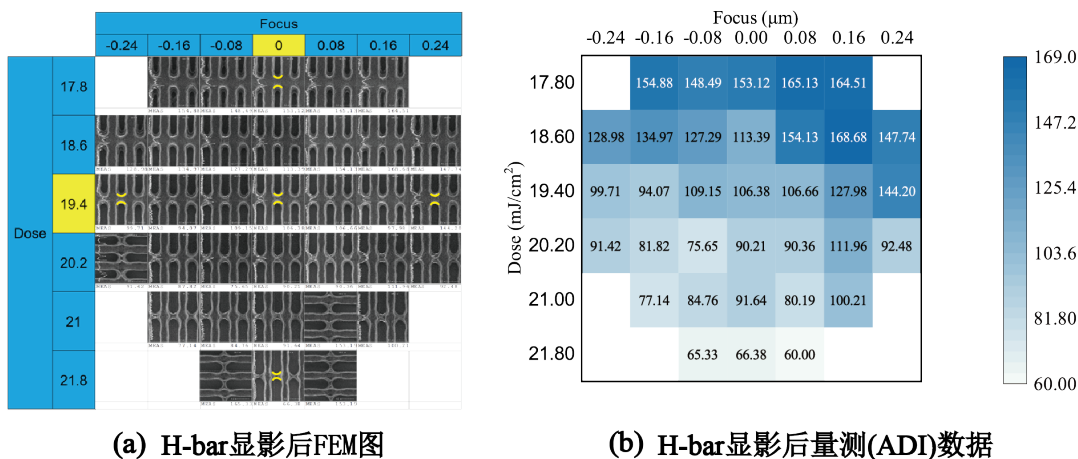 Focus
-0.24 -0.16 -0.08 0 0.08 0.16 0.24
Dose
17.8
18.6
19.4
20.2
21
21.8
(a) H-bar显影后FEM图
Focus (μm)
-0.24 -0.16 -0.08 0.00 0.08 0.16 0.24
Dose (mJ/cm²)
17.80 154.88 148.49 153.12 165.13 164.51
18.60 128.98 134.97 127.29 113.39 154.13 168.68 147.74
19.40 99.71 94.07 109.15 106.38 106.66 127.98 144.20
20.20 91.42 81.82 75.65 90.21 90.36 111.96 92.48
21.00 77.14 84.76 91.64 80.19 100.21
21.80 65.33 66.38 60.00
169.0
147.2
125.4
103.6
81.80
60.00
(b) H-bar显影后量测(ADI)数据